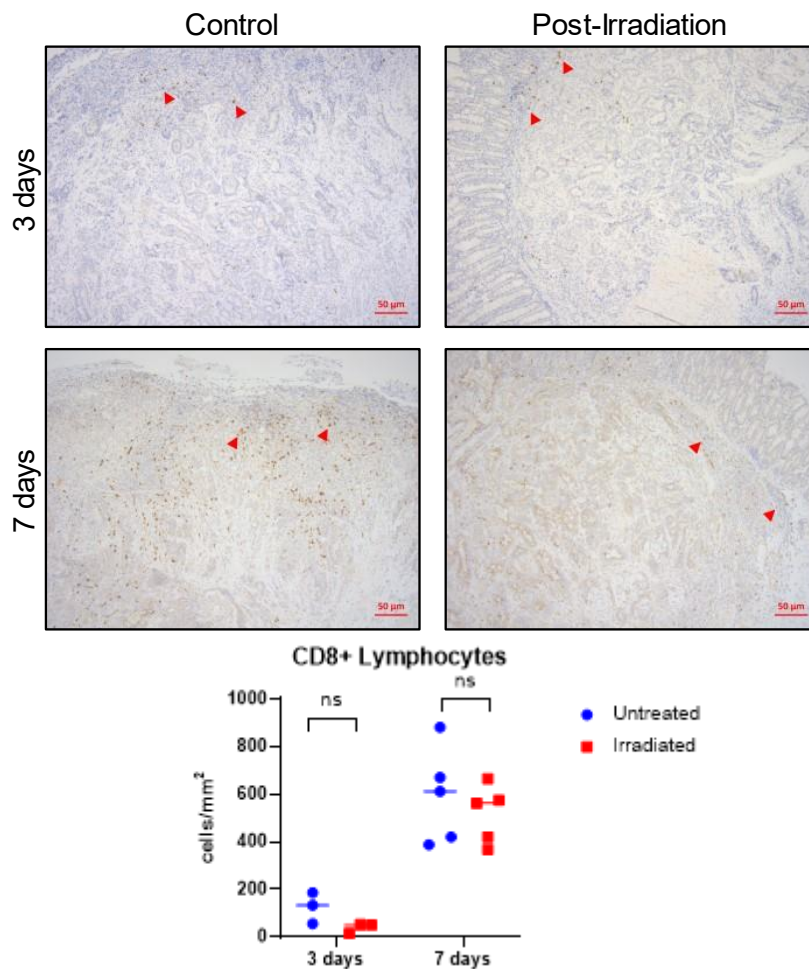 Control
Post-Irradiation
3 days
50 µm
50 µm
7 days
50 µm
50 µm
CD8+ Lymphocytes
1000
800
600
400
200
0
cells/mm²
ns
ns
3 days
7 days
Untreated
Irradiated